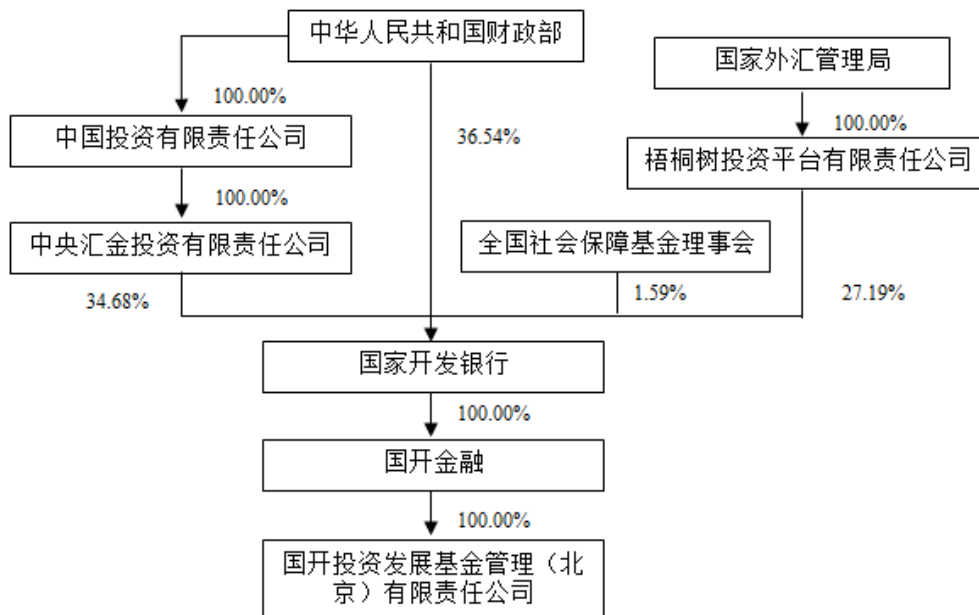 中华人民共和国财政部
国家外汇管理局
100.00%
100.00%
中国投资有限责任公司
36.54%
梧桐树投资平台有限责任公司
100.00%
中央汇金投资有限责任公司
全国社会保障基金理事会
34.68%
1.59%
27.19%
国家开发银行
100.00%
国开金融
100.00%
国开投资发展基金管理（北
京）有限责任公司